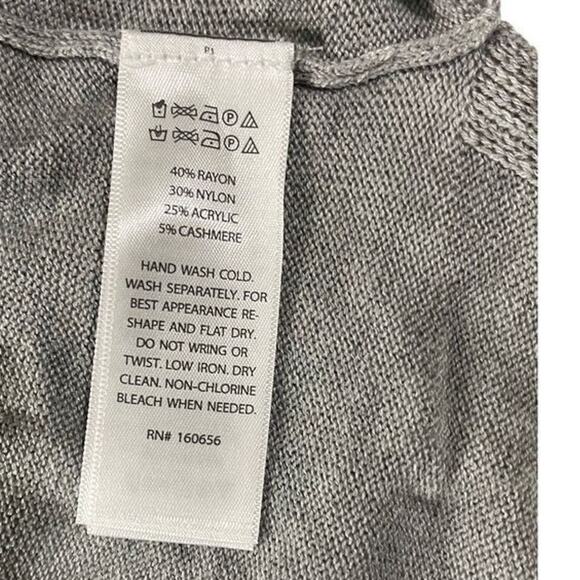 P1
P
P
40% RAYON
30% NYLON
25% ACRYLIC
5% CASHMERE
HAND WASH COLD.
WASH SEPARATELY. FOR
BEST APPEARANCE RE-
SHAPE AND FLAT DRY.
DO NOT WRING OR
TWIST. LOW IRON. DRY
CLEAN. NON-CHLORINE
BLEACH WHEN NEEDED.
RN# 160656